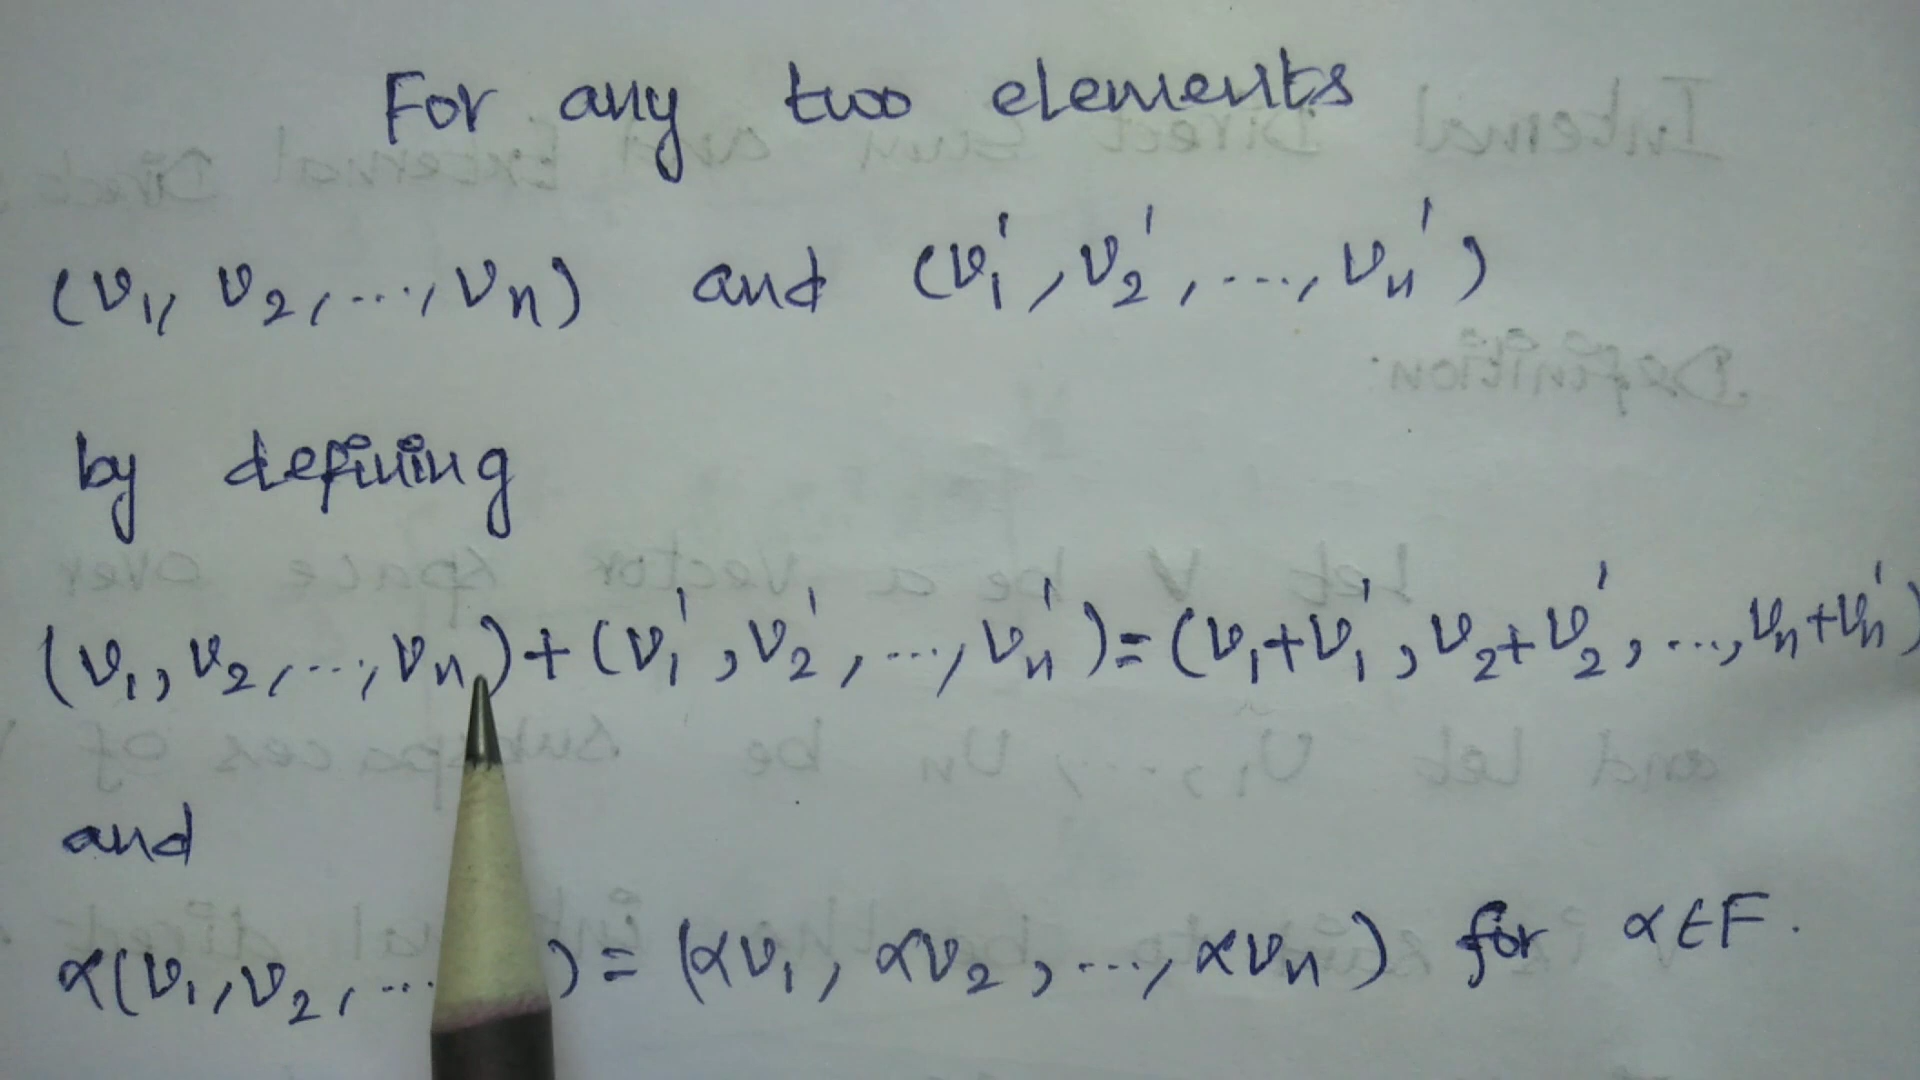 For any two elements
(v₁, v₂, ..., vₙ) and (v₁', v₂', ..., vₙ')
by defining
(v₁, v₂, ..., vₙ) + (v₁', v₂', ..., vₙ') = (v₁+v₁', v₂+v₂', ..., vₙ+vₙ')
and
α(v₁, v₂, ... ) = (αv₁, αv₂, ..., αvₙ) for α∈F.